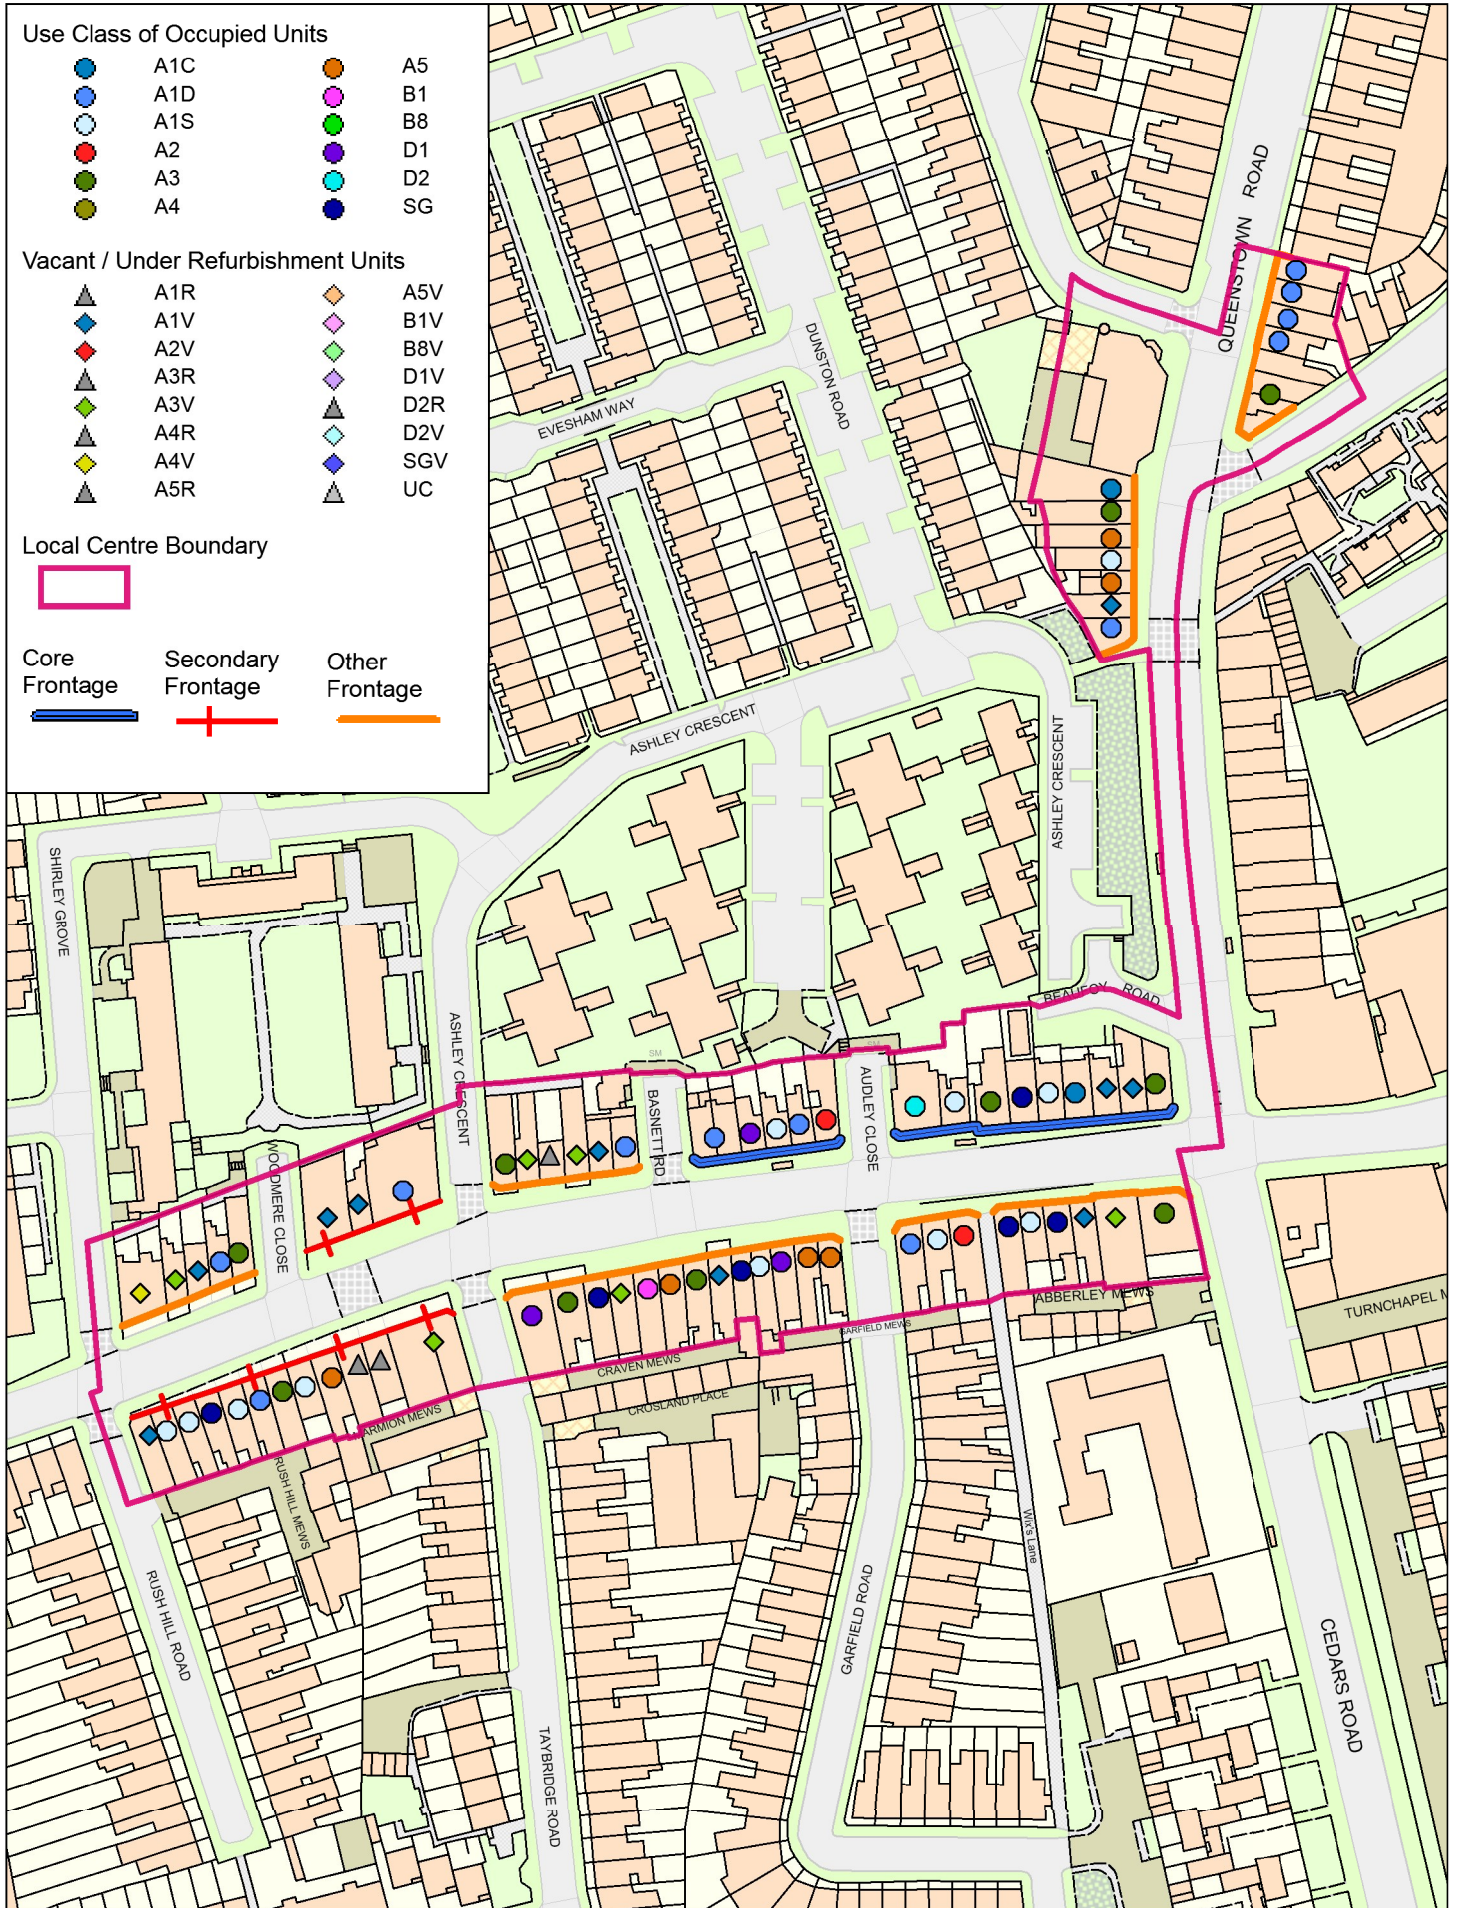 Use Class of Occupied Units
A1C
A5
A1D
B1
A1S
B8
A2
D1
A3
D2
A4
SG
Vacant / Under Refurbishment Units
A1R
A5V
A1V
B1V
A2V
B8V
A3R
D1V
A3V
D2R
A4R
D2V
A4V
SGV
A5R
UC
Local Centre Boundary
Core
Frontage
Secondary
Frontage
Other
Frontage
QUEENSTOWN ROAD
DUNSTON ROAD
EVESHAM WAY
ASHLEY CRESCENT
ASHLEY CRESCENT
SHIRLEY GROVE
BEAUFOY ROAD
ASHLEY CRESCENT
SM
SM
BASNETT RD
AUDLEY CLOSE
WOODMERE CLOSE
ABBERLEY MEWS
TURNCHAPEL M
GARFIELD MEWS
CRAVEN MEWS
CROSLAND PLACE
MARMION MEWS
RUSH HILL MEWS
Wix's Lane
RUSH HILL ROAD
GARFIELD ROAD
CEDARS ROAD
TAYBRIDGE ROAD